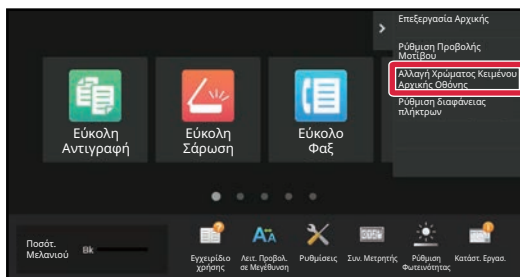 Επεξεργασία Αρχικής
Ρύθμιση Προβολής
Μοτίβου
Αλλαγή Χρώματος Κειμένου
Αρχικής Οθόνης
Ρύθμιση διαφάνειας
πλήκτρων
Εύκολη
Αντιγραφή
Εύκολη
Σάρωση
Εύκολο
Φαξ
Ποσότ.
Μελανιού
Bk
Εγχειρίδιο
χρήσης
Λειτ. Προβολ.
σε Μεγέθυνση
Ρυθμίσεις
Συν. Μετρητής
Ρύθμιση
Φωτεινότητας
Κατάστ. Εργασ.